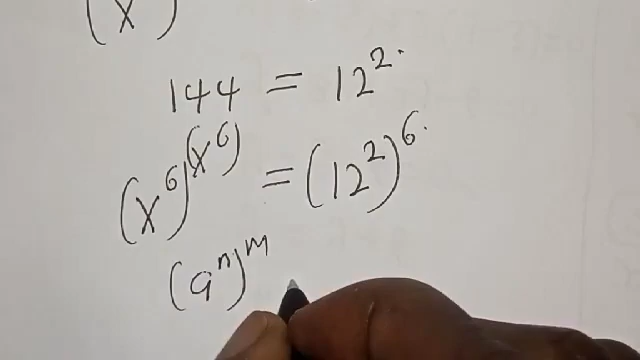 (x
)
144 = 12².
(x⁶)^(x⁶) = (12²)⁶.
(aⁿ)ᵐ